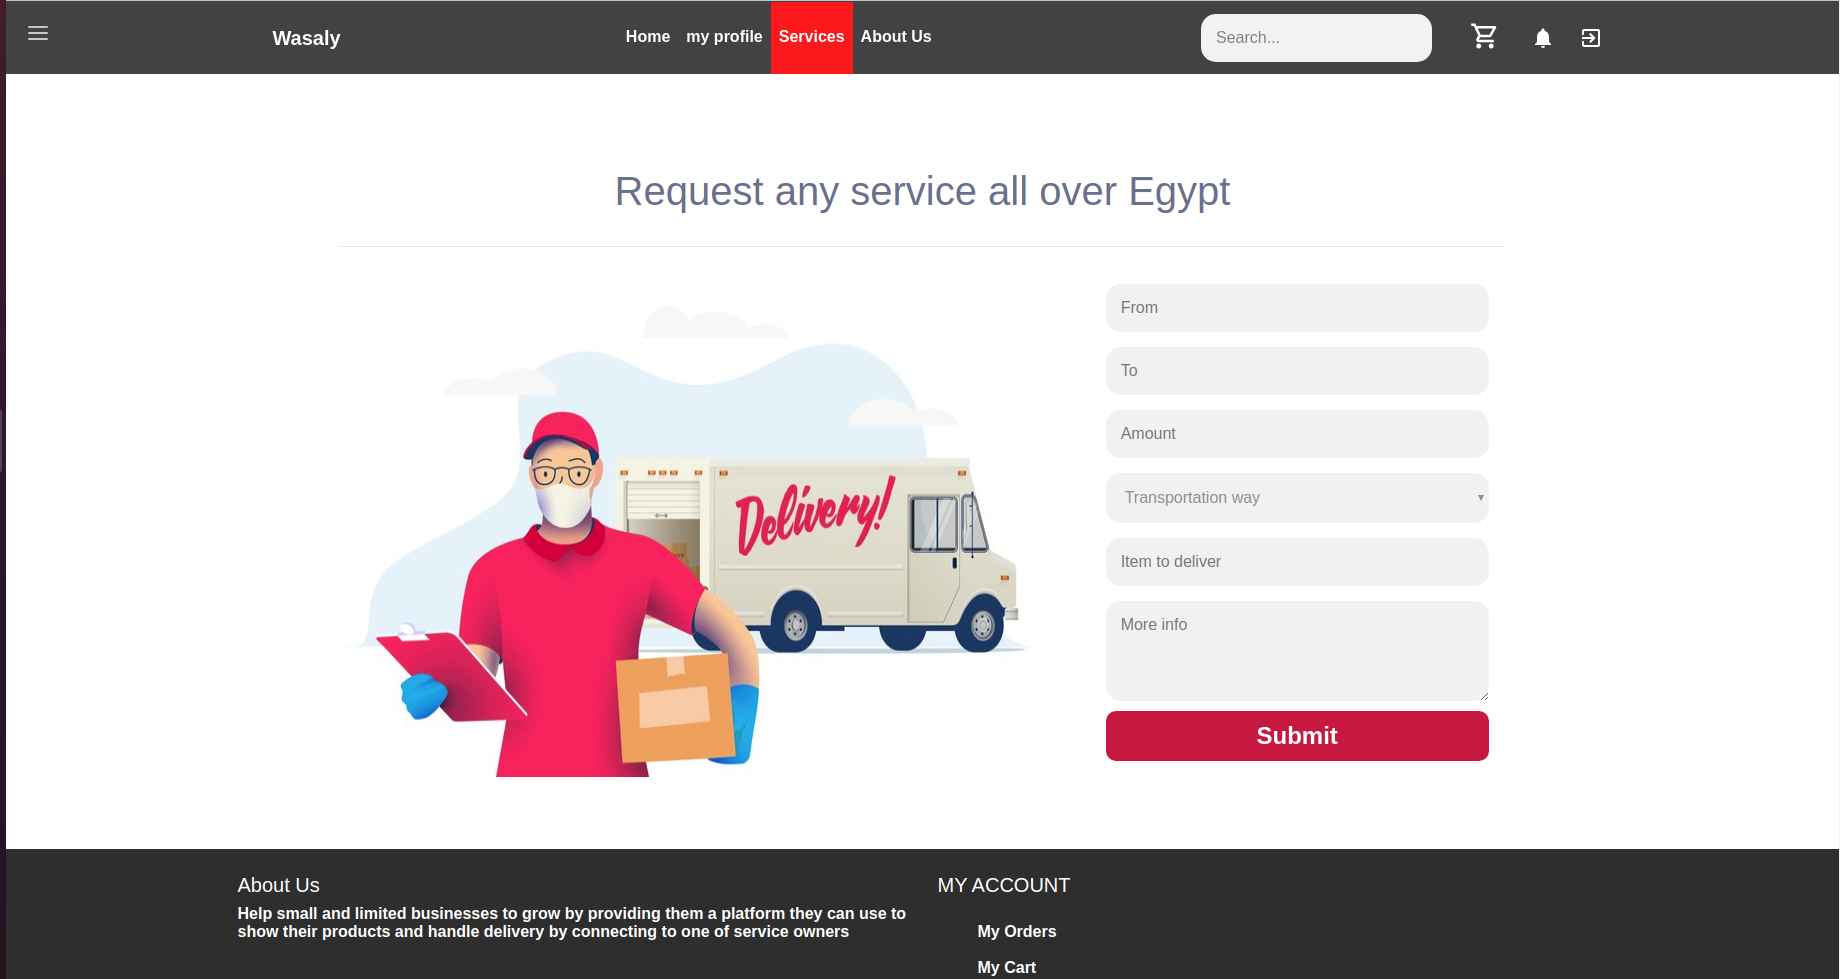 Wasaly
Home my profile Services About Us
Search...
Request any service all over Egypt
Delivery!
From
To
Amount
Transportation way
Item to deliver
More info
Submit
About Us
Help small and limited businesses to grow by providing them a platform they can use to
show their products and handle delivery by connecting to one of service owners
MY ACCOUNT
My Orders
My Cart